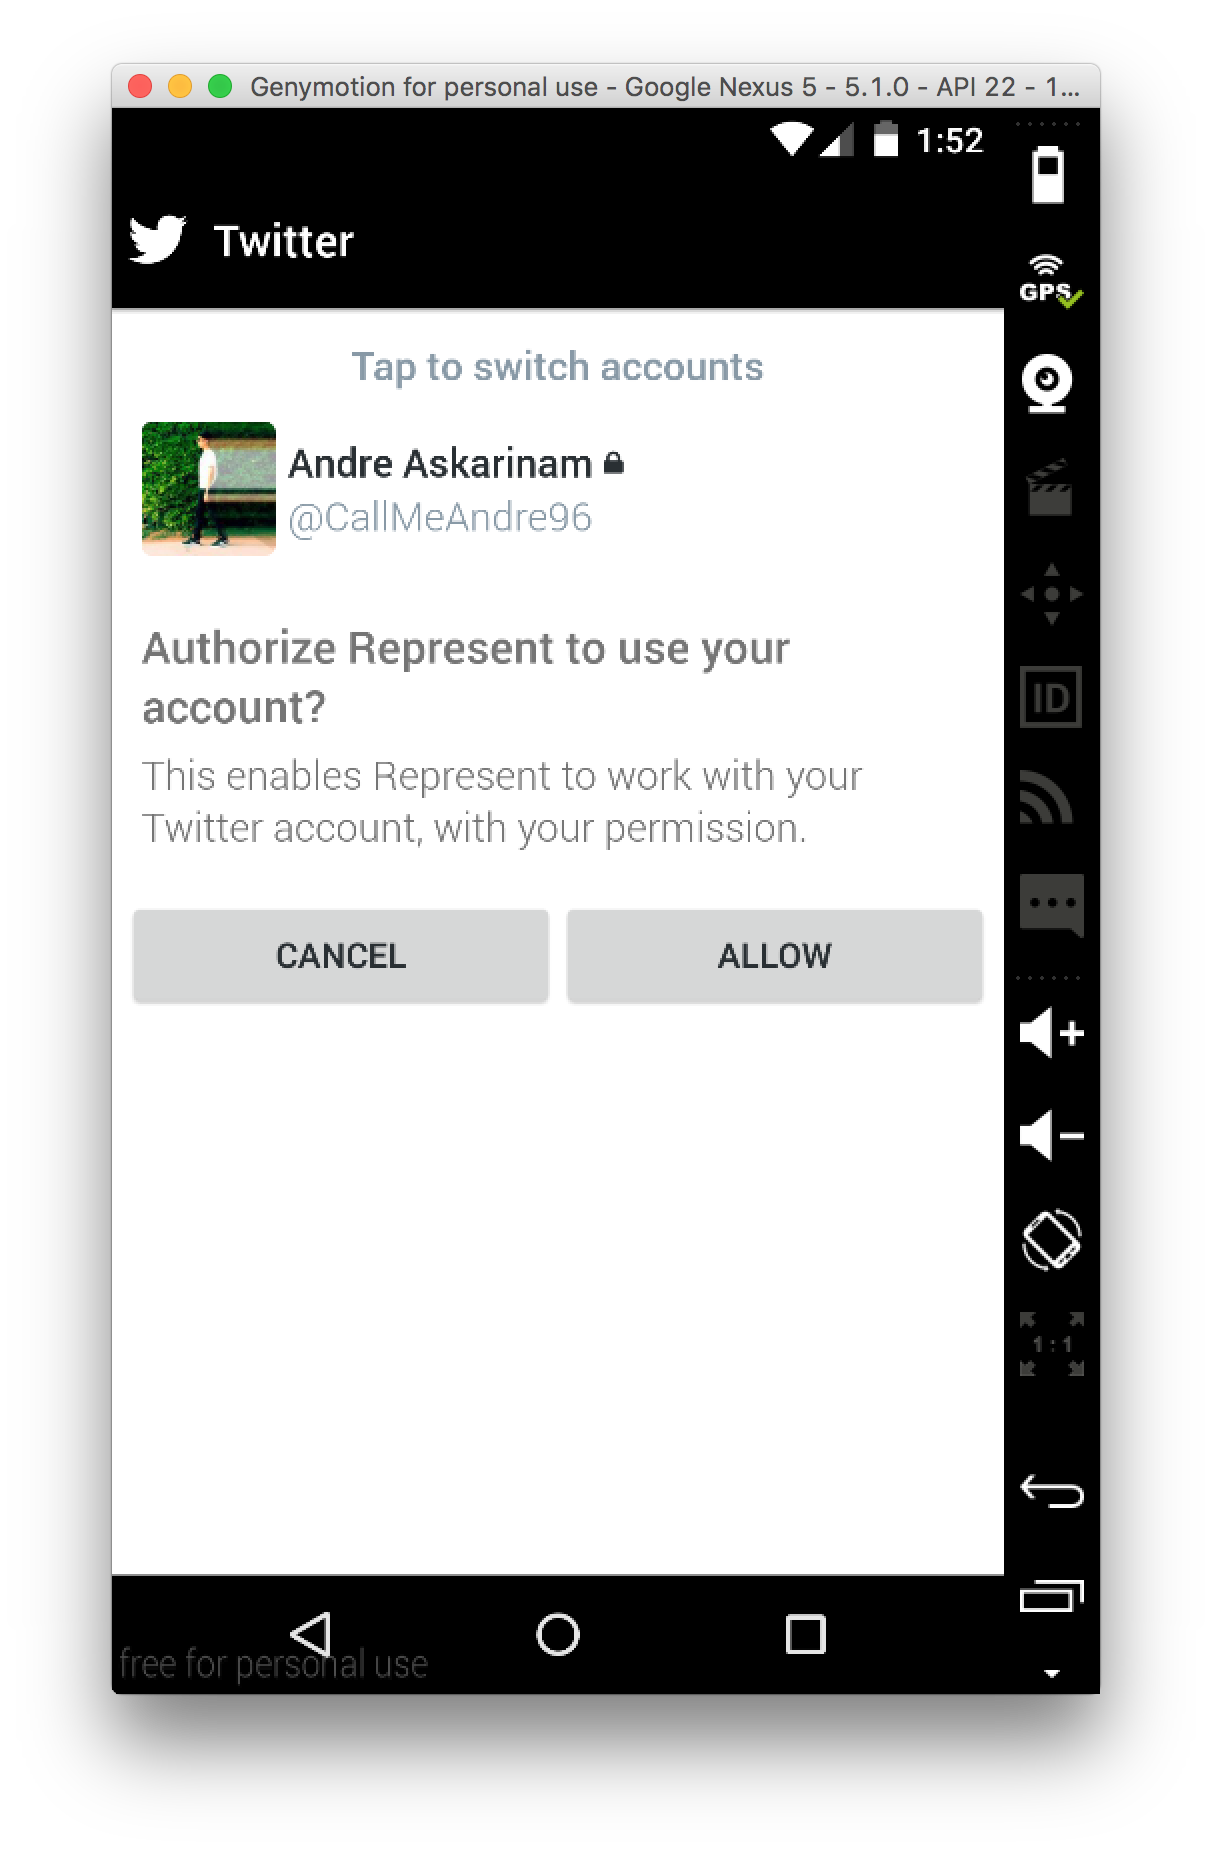 Genymotion for personal use - Google Nexus 5 - 5.1.0 - API 22 - 1...
1:52
Twitter
GPS
Tap to switch accounts
Andre Askarinam
@CallMeAndre96
Authorize Represent to use your
account?
ID
This enables Represent to work with your
Twitter account, with your permission.
CANCEL
ALLOW
1:1
free for personal use